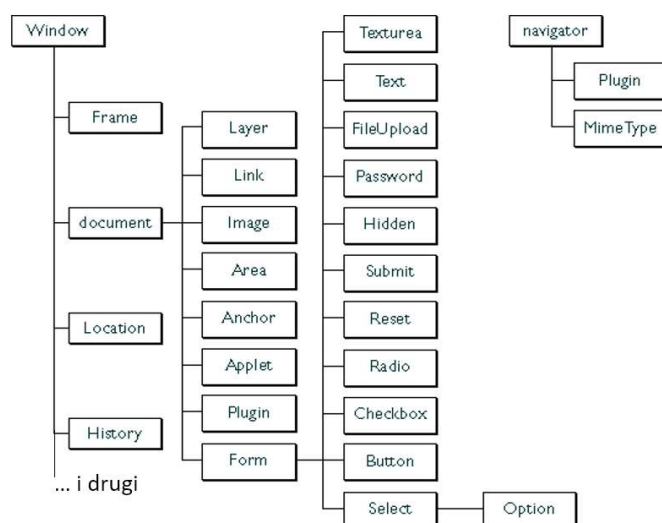 Window
Frame
document
Location
History
... i drugi
Layer
Link
Image
Area
Anchor
Applet
Plugin
Form
Texturea
Text
FileUpload
Password
Hidden
Submit
Reset
Radio
Checkbox
Button
Select
Option
navigator
Plugin
MimeType